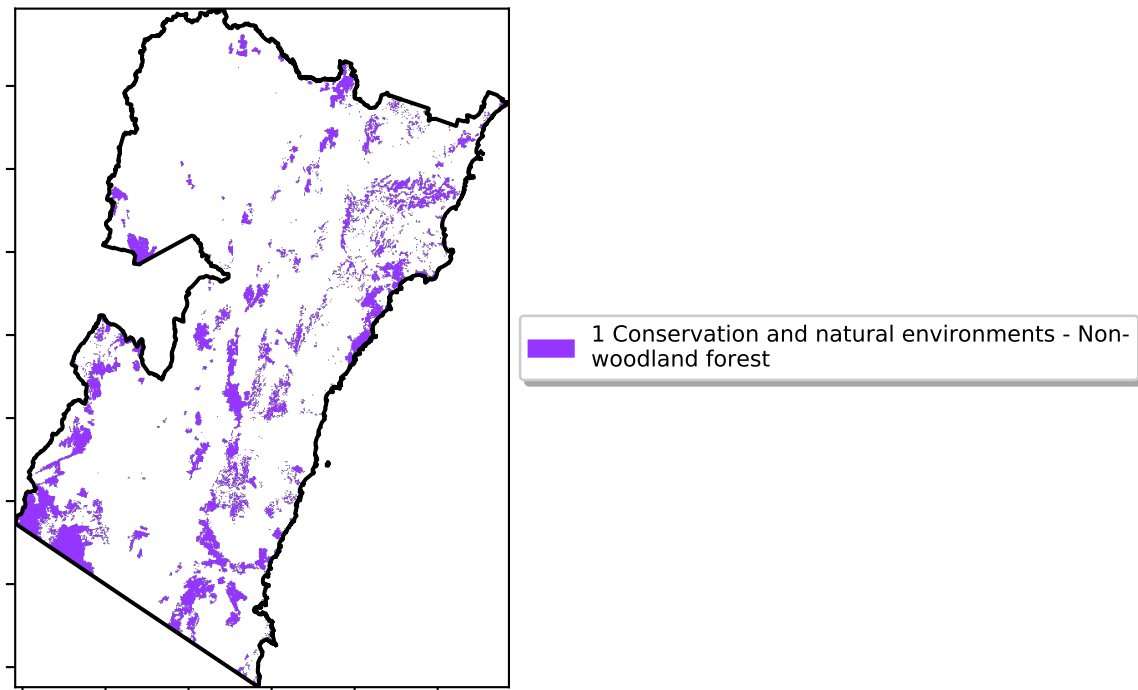 1 Conservation and natural environments - Non-
woodland forest